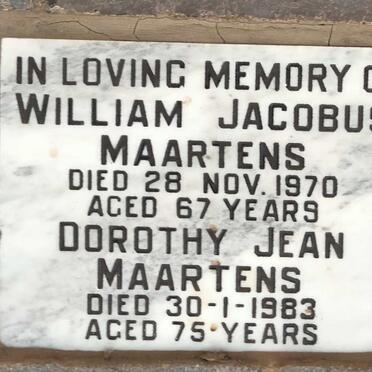 IN LOVING MEMORY O
WILLIAM JACOBUS
MAARTENS
DIED 28 NOV. 1970
AGED 67 YEARS
DOROTHY JEAN
MAARTENS
DIED 30-1-1983
AGED 75 YEARS